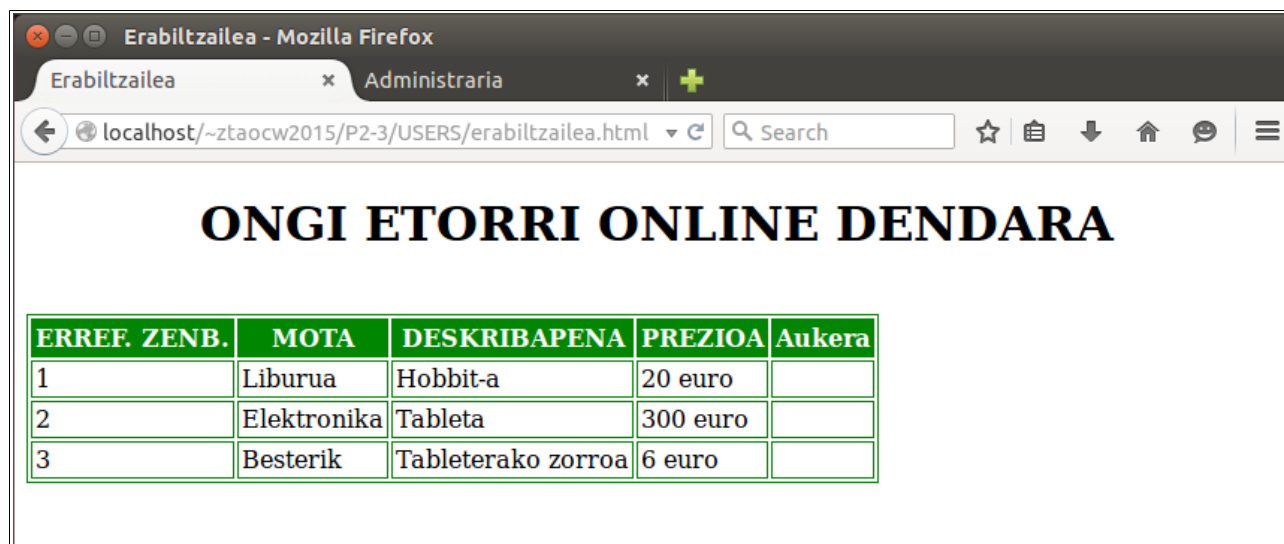 Erabiltzailea - Mozilla Firefox
Erabiltzailea Administraria
localhost/~ztaocw2015/P2-3/USERS/erabiltzailea.html Search
ONGI ETORRI ONLINE DENDARA
ERREF. ZENB. MOTA DESKRIBAPENA PREZIOA Aukera
1 Liburua Hobbit-a 20 euro
2 Elektronika Tableta 300 euro
3 Besterik Tableterako zorroa 6 euro